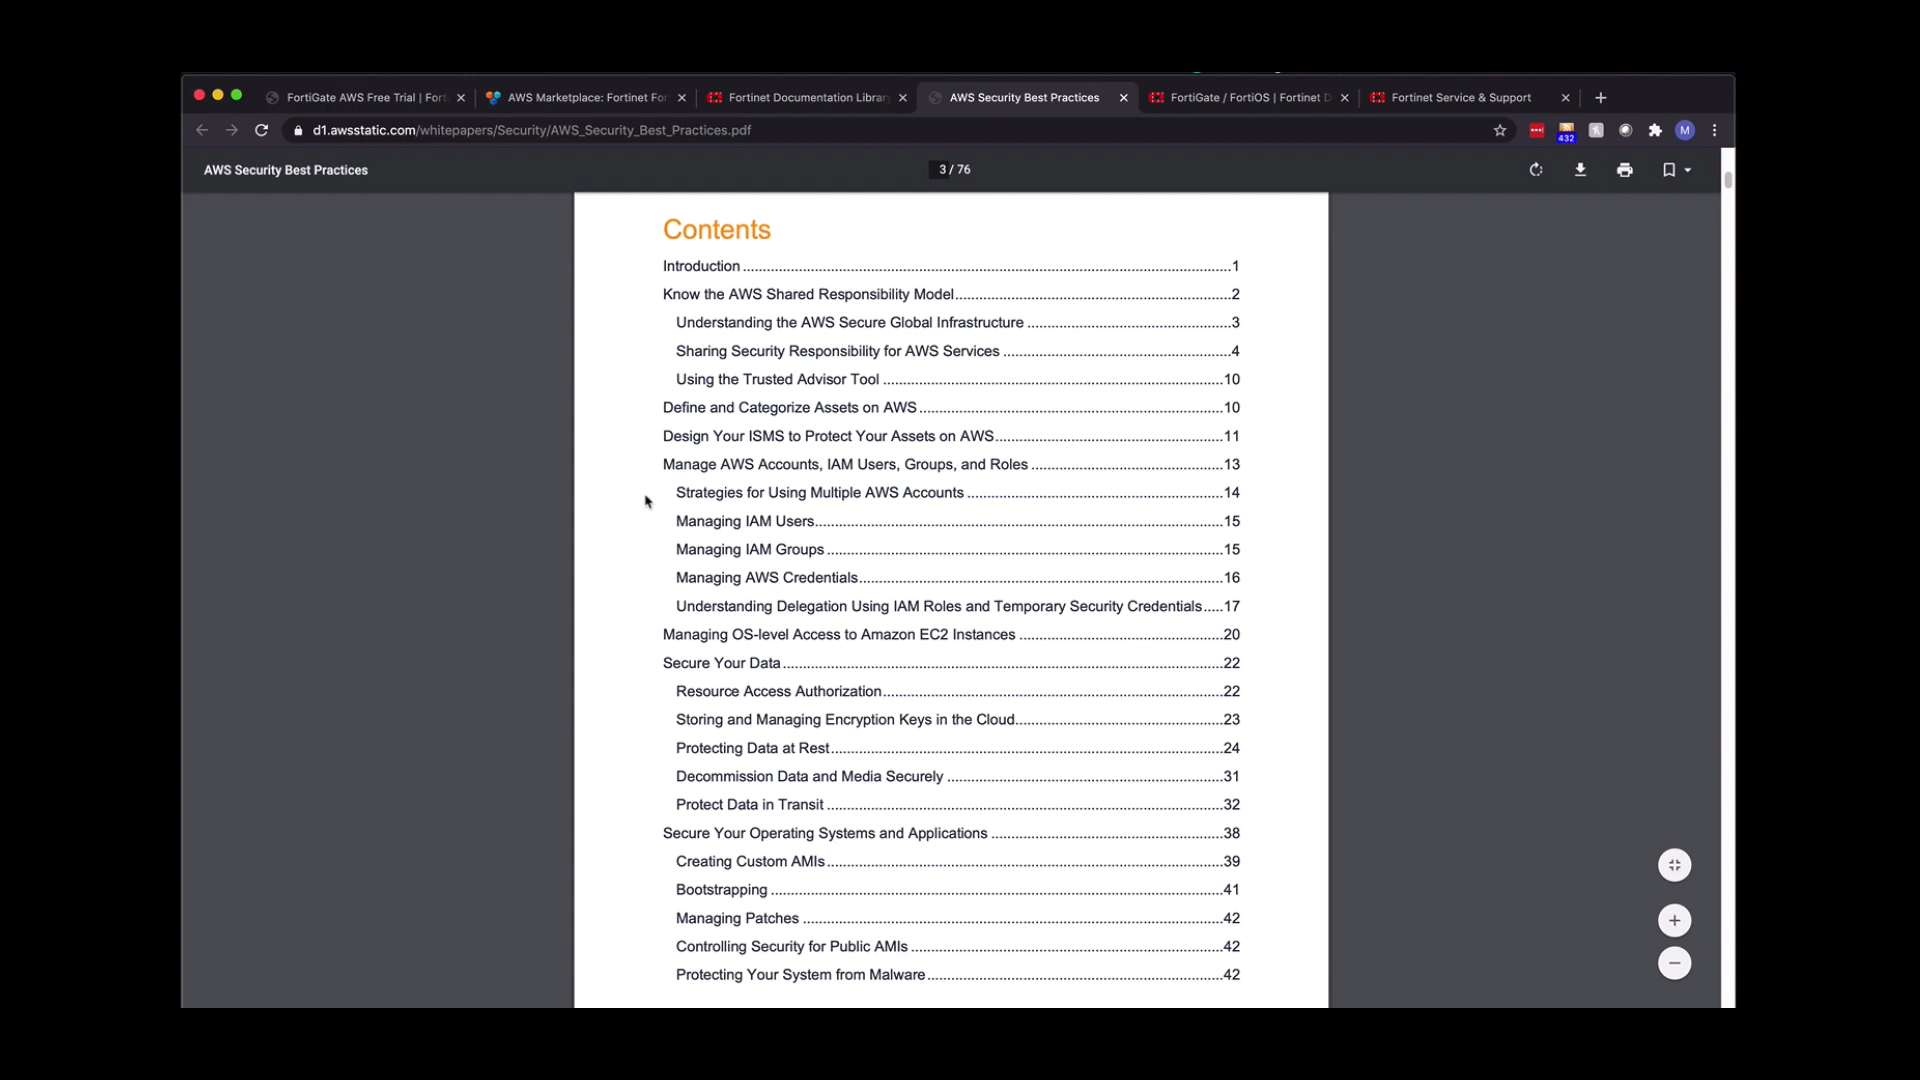 FortiGate AWS Free Trial | Fort
AWS Marketplace: Fortinet For
Fortinet Documentation Library
AWS Security Best Practices
FortiGate / FortiOS | Fortinet D
Fortinet Service & Support
d1.awsstatic.com/whitepapers/Security/AWS_Security_Best_Practices.pdf
432
M
AWS Security Best Practices
3 / 76
Contents
Introduction ........ 1
Know the AWS Shared Responsibility Model ........ 2
Understanding the AWS Secure Global Infrastructure ........ 3
Sharing Security Responsibility for AWS Services ........ 4
Using the Trusted Advisor Tool ........ 10
Define and Categorize Assets on AWS ........ 10
Design Your ISMS to Protect Your Assets on AWS ........ 11
Manage AWS Accounts, IAM Users, Groups, and Roles ........ 13
Strategies for Using Multiple AWS Accounts ........ 14
Managing IAM Users ........ 15
Managing IAM Groups ........ 15
Managing AWS Credentials ........ 16
Understanding Delegation Using IAM Roles and Temporary Security Credentials ..... 17
Managing OS-level Access to Amazon EC2 Instances ........ 20
Secure Your Data ........ 22
Resource Access Authorization ........ 22
Storing and Managing Encryption Keys in the Cloud ........ 23
Protecting Data at Rest ........ 24
Decommission Data and Media Securely ........ 31
Protect Data in Transit ........ 32
Secure Your Operating Systems and Applications ........ 38
Creating Custom AMIs ........ 39
Bootstrapping ........ 41
Managing Patches ........ 42
Controlling Security for Public AMIs ........ 42
Protecting Your System from Malware ........ 42